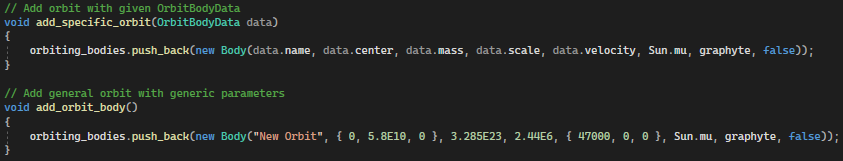 // Add orbit with given OrbitBodyData
void add_specific_orbit(OrbitBodyData data)
{
    orbiting_bodies.push_back(new Body(data.name, data.center, data.mass, data.scale, data.velocity, Sun.mu, graphyte, false));
}
// Add general orbit with generic parameters
void add_orbit_body()
{
    orbiting_bodies.push_back(new Body("New Orbit", { 0, 5.8E10, 0 }, 3.285E23, 2.44E6, { 47000, 0, 0 }, Sun.mu, graphyte, false));
}